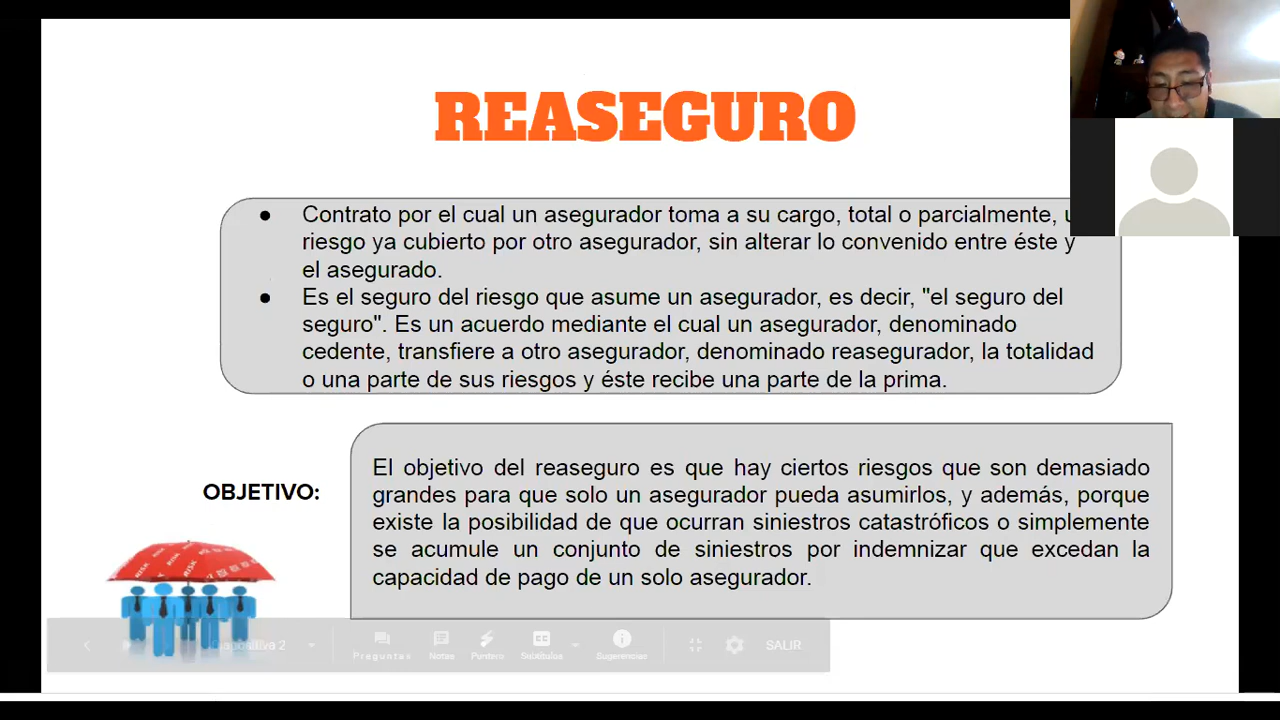 REASEGURO
● Contrato por el cual un asegurador toma a su cargo, total o parcialmente,
riesgo ya cubierto por otro asegurador, sin alterar lo convenido entre éste y
el asegurado.
● Es el seguro del riesgo que asume un asegurador, es decir, "el seguro del
seguro". Es un acuerdo mediante el cual un asegurador, denominado
cedente, transfiere a otro asegurador, denominado reasegurador, la totalidad
o una parte de sus riesgos y éste recibe una parte de la prima.
OBJETIVO:
El objetivo del reaseguro es que hay ciertos riesgos que son demasiado
grandes para que solo un asegurador pueda asumirlos, y además, porque
existe la posibilidad de que ocurran siniestros catastróficos o simplemente
se acumule un conjunto de siniestros por indemnizar que excedan la
capacidad de pago de un solo asegurador.
RISK RISK RISK
2 Preguntas Notas Puntero CC Subtítulos Sugerencias SALIR